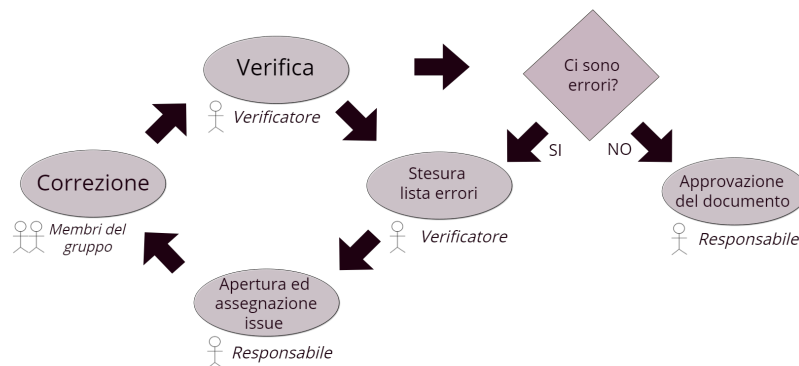 Verifica
Verificatore
Ci sono
errori?
SI
NO
Stesura
lista errori
Verificatore
Approvazione
del documento
Responsabile
Correzione
Membri del
gruppo
Apertura ed
assegnazione
issue
Responsabile